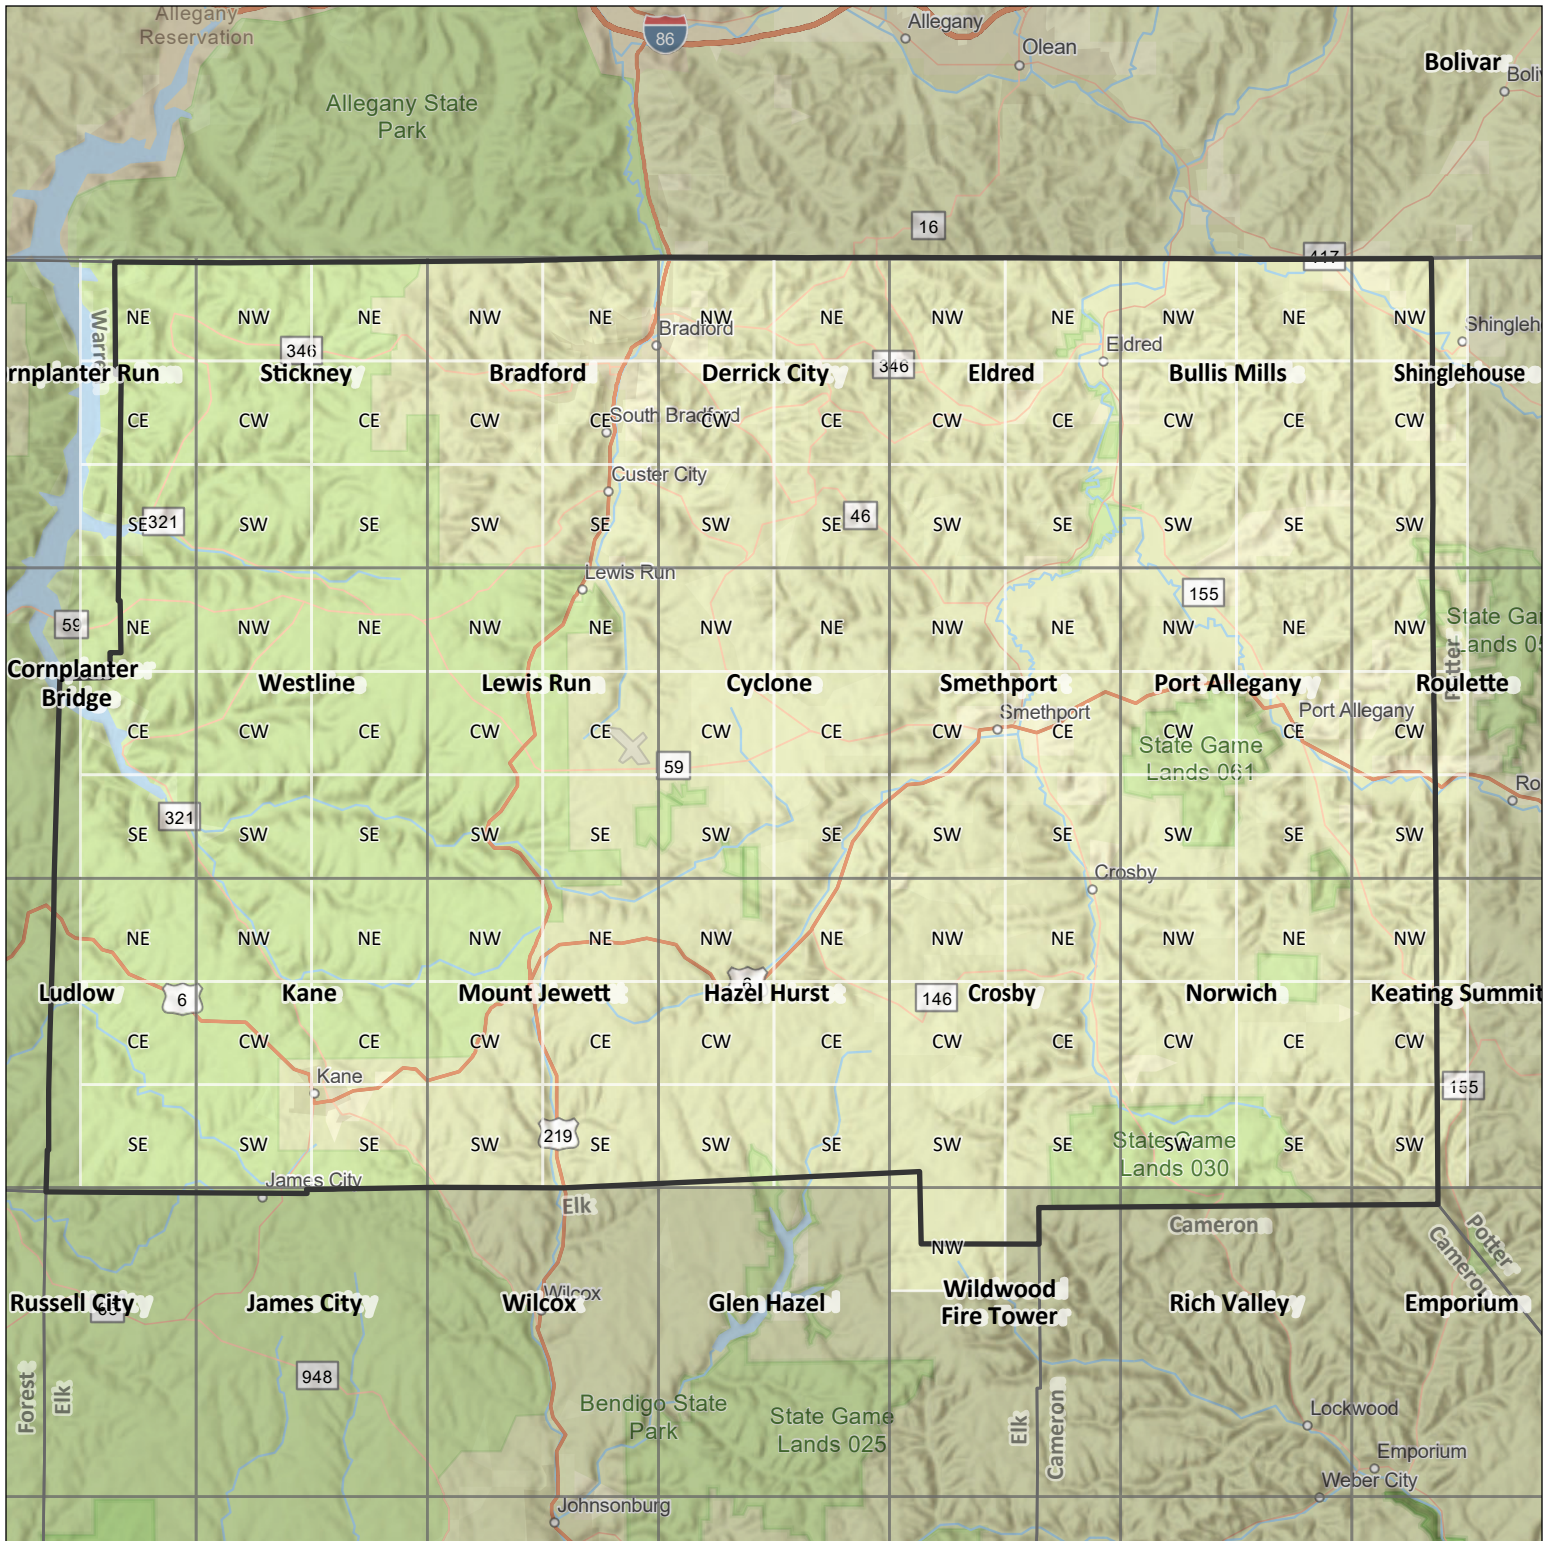 Allegany
Reservation
86
Allegany
Olean
Bolivar
Allegany State
Park
16
417
Warre
NE NW NE NW NE NW NE NW NE NW NE NW
346
Bradford
Eldred
Shingleh
346
rnplanter Run Stickney Bradford Derrick City Eldred Bullis Mills Shinglehouse
CE CW CE CW CE CW CE CW CE CW CE CW
South Bradford
Custer City
SE 321 SW SE SW SE SW SE 46 SW SE SW SE SW
Lewis Run
155
59
NE NW NE NW NE NW NE NW NE NW NE NW
State Ga
Lands 05
Potter
Cornplanter
Bridge
Westline Lewis Run Cyclone Smethport Port Allegany Roulette
Smethport
Port Allegany
CE CW CE CW CE CW CE CW CE CW CE CW
State Game
Lands 061
59
Ro
321
SE SW SE SW SE SW SE SW SE SW SE SW
Crosby
NE NW NE NW NE NW NE NW NE NW NE NW
6
6
146
Ludlow Kane Mount Jewett Hazel Hurst Crosby Norwich Keating Summit
CE CW CE CW CE CW CE CW CE CW CE CW
Kane
155
219
SE SW SE SW SE SW SE SW SE SW SE SW
State Game
Lands 030
James City
Elk
Cameron
Potter
Cameron
NW
Russell City James City Wilcox Glen Hazel
Wildwood
Fire Tower
Rich Valley Emporium
Wilcox
948
Forest
Elk
Bendigo State
Park
State Game
Lands 025
Elk
Cameron
Lockwood
Emporium
Weber City
Johnsonburg